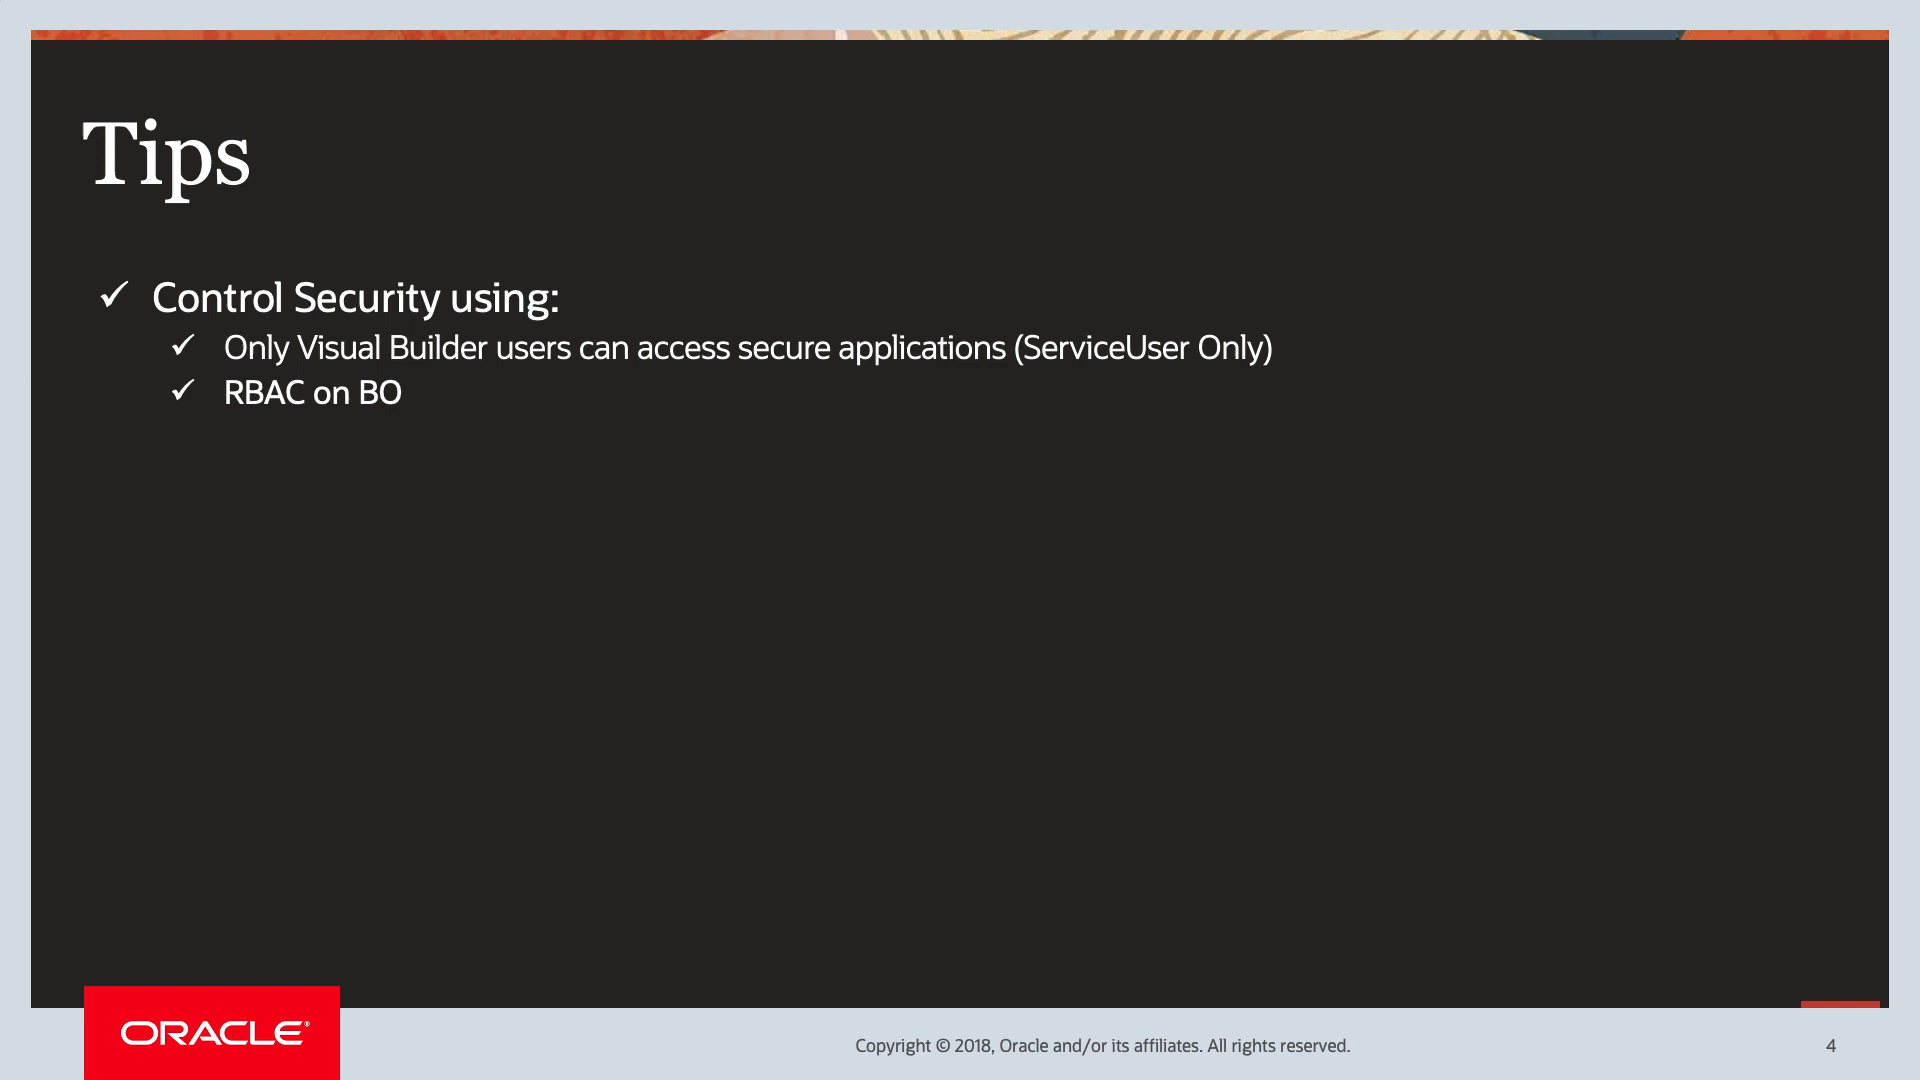 Tips
✓ Control Security using:
✓ Only Visual Builder users can access secure applications (ServiceUser Only)
✓ RBAC on BO
ORACLE®
Copyright © 2018, Oracle and/or its affiliates. All rights reserved.
4